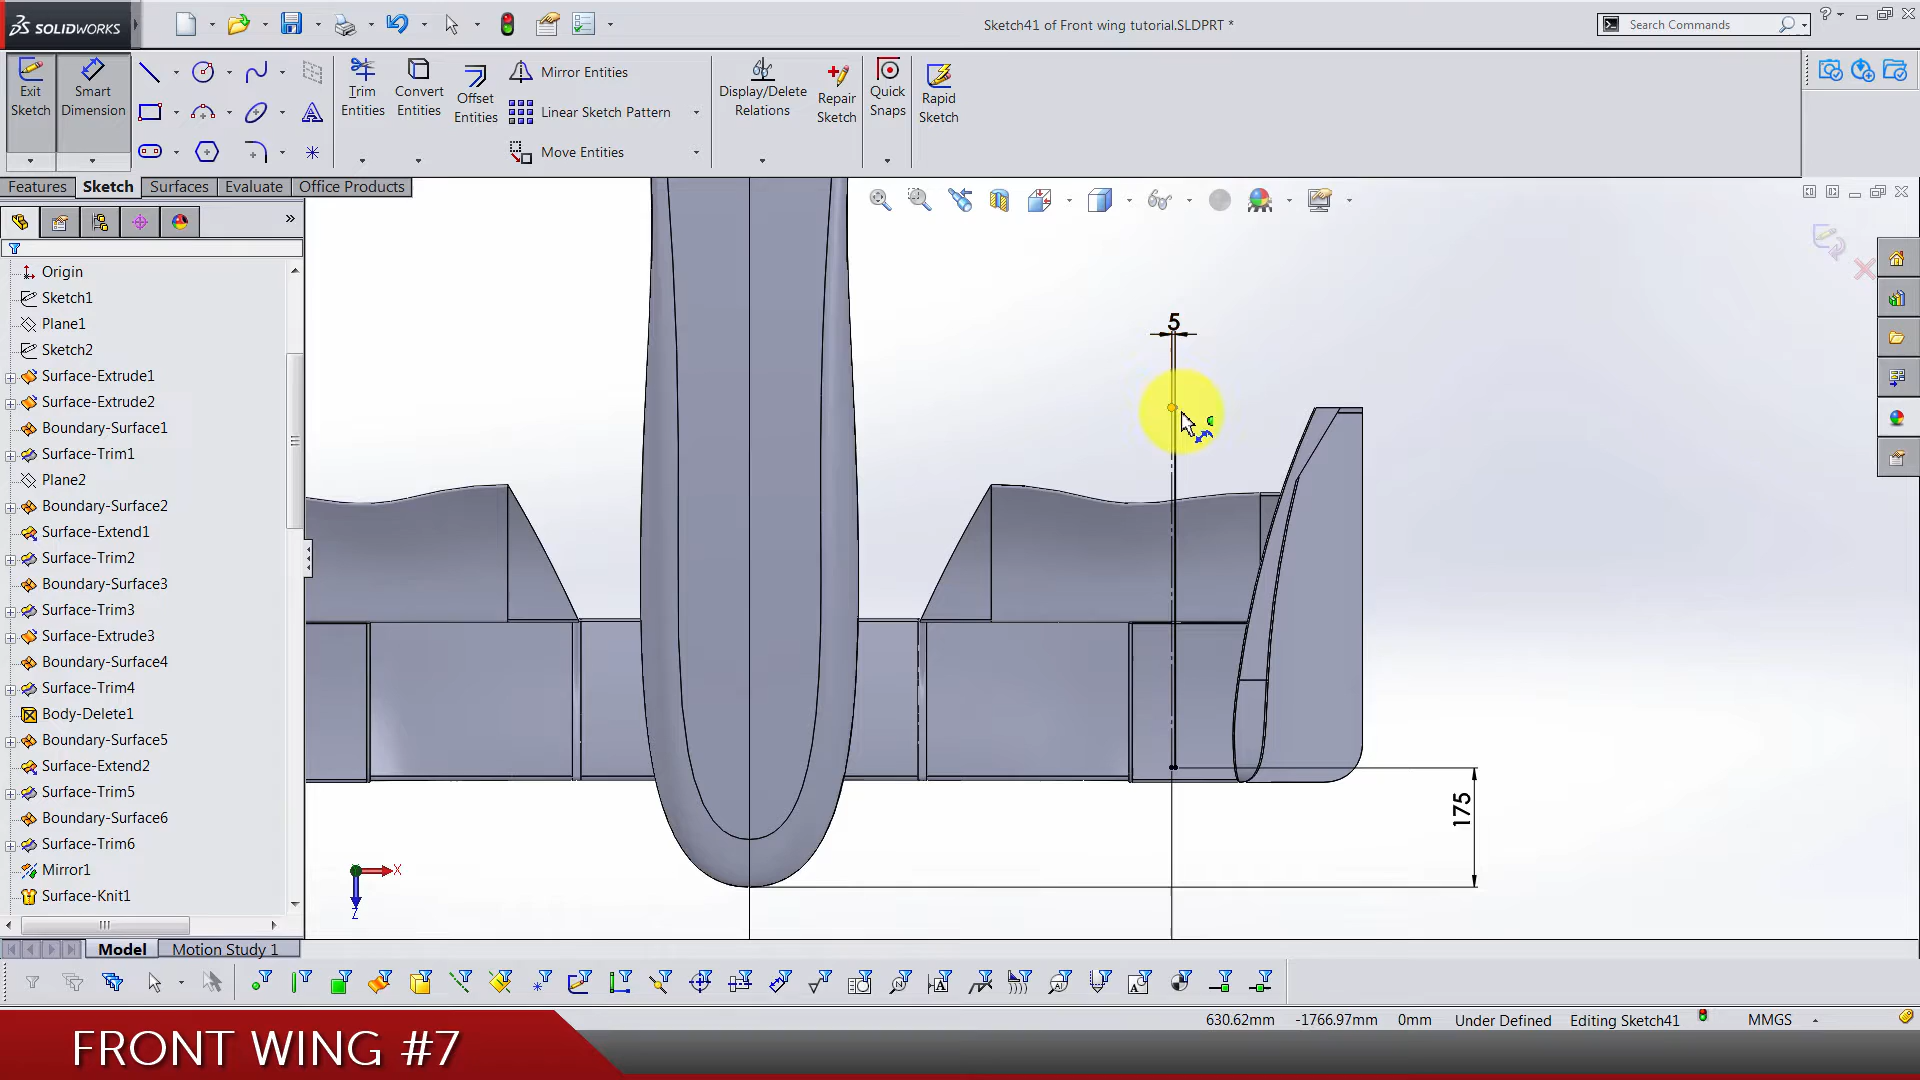 SOLIDWORKS
Sketch41 of Front wing tutorial.SLDPRT *
Search Commands
Exit Sketch
Smart Dimension
Trim Entities
Convert Entities
Offset Entities
Mirror Entities
Linear Sketch Pattern
Move Entities
Display/Delete Relations
Repair Sketch
Quick Snaps
Rapid Sketch
Features
Sketch
Surfaces
Evaluate
Office Products
Origin
Sketch1
Plane1
Sketch2
Surface-Extrude1
Surface-Extrude2
Boundary-Surface1
Surface-Trim1
Plane2
Boundary-Surface2
Surface-Extend1
Surface-Trim2
Boundary-Surface3
Surface-Trim3
Surface-Extrude3
Boundary-Surface4
Surface-Trim4
Body-Delete1
Boundary-Surface5
Surface-Extend2
Surface-Trim5
Boundary-Surface6
Surface-Trim6
Mirror1
Surface-Knit1
5
175
X
Z
Model
Motion Study 1
630.62mm
-1766.97mm
0mm
Under Defined
Editing Sketch41
MMGS
FRONT WING #7